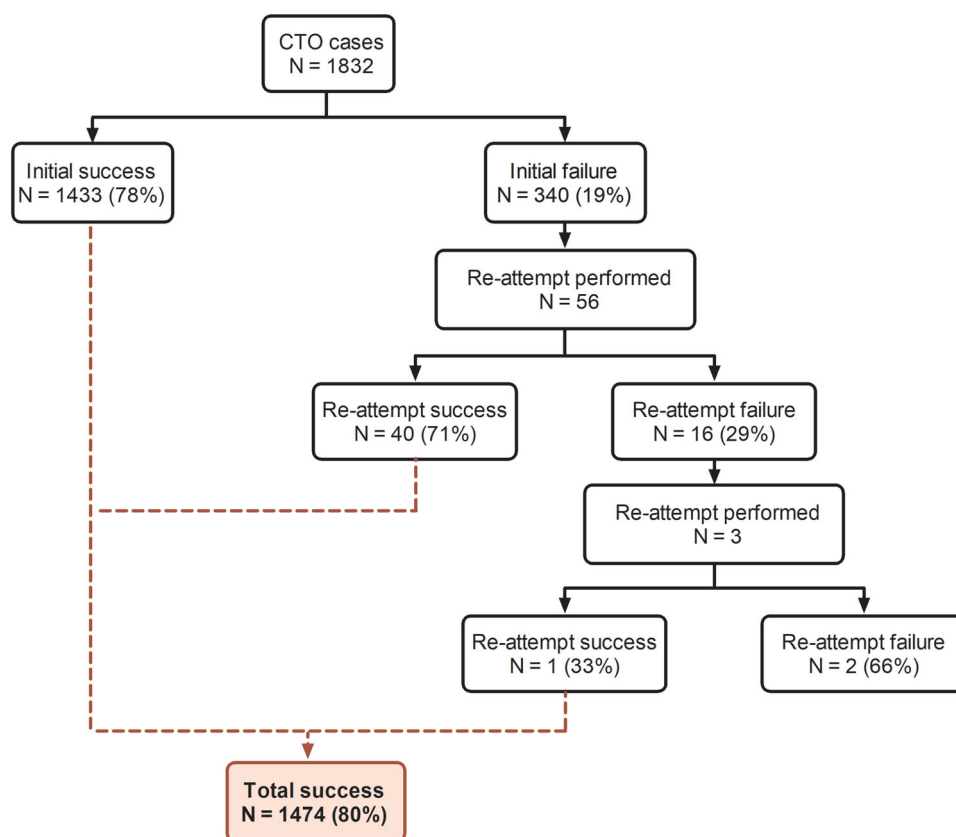 CTO cases
N = 1832
Initial success
N = 1433 (78%)
Initial failure
N = 340 (19%)
Re-attempt performed
N = 56
Re-attempt success
N = 40 (71%)
Re-attempt failure
N = 16 (29%)
Re-attempt performed
N = 3
Re-attempt success
N = 1 (33%)
Re-attempt failure
N = 2 (66%)
Total success
N = 1474 (80%)